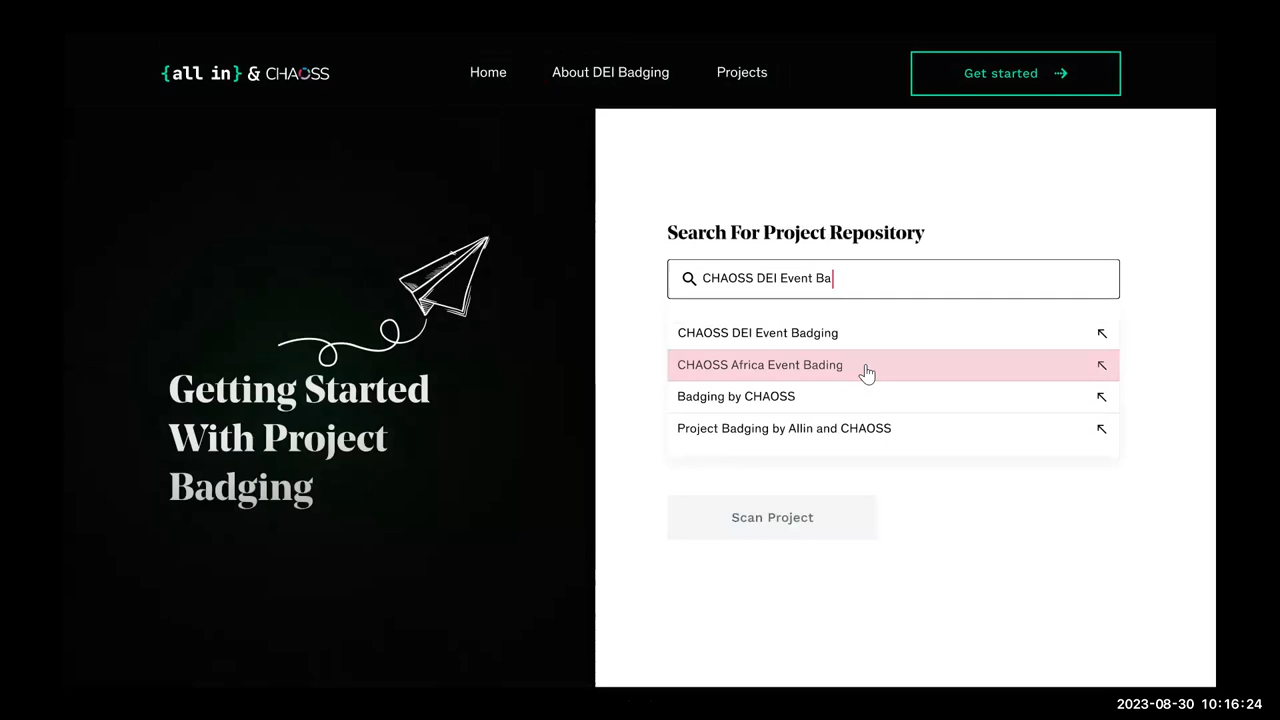 {all in} & CHAOSS
Home
About DEI Badging
Projects
Get started
Getting Started
With Project
Badging
Search For Project Repository
CHAOSS DEI Event Ba
CHAOSS DEI Event Badging
CHAOSS Africa Event Bading
Badging by CHAOSS
Project Badging by Allin and CHAOSS
Scan Project
2023-08-30 10:16:24